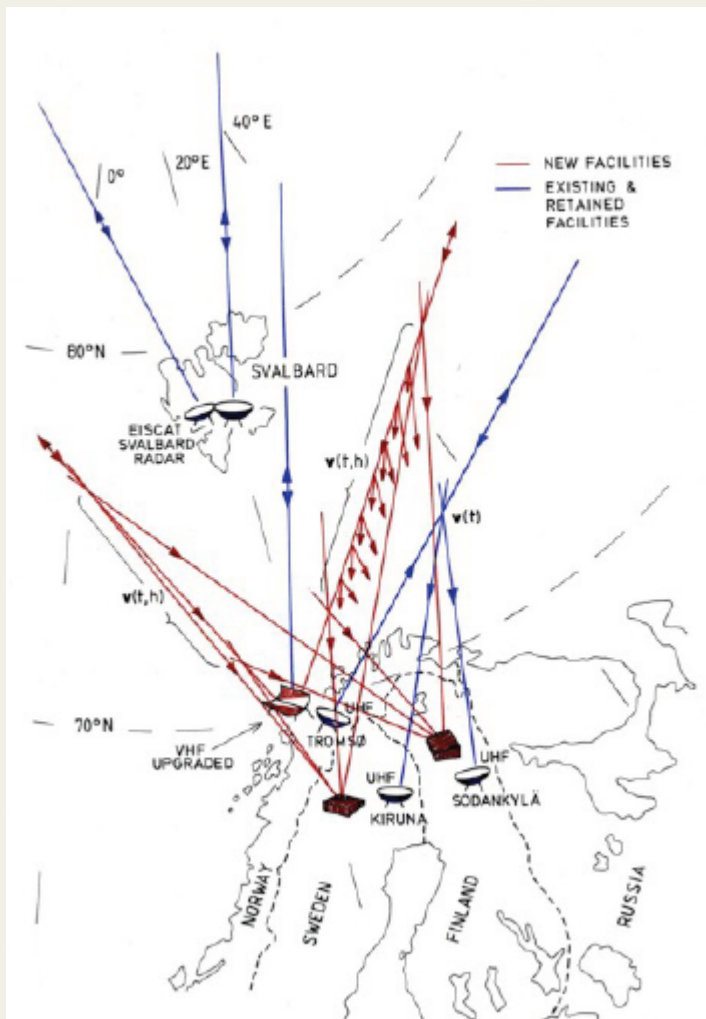 40°E
20°E
0°
NEW FACILITIES
EXISTING &
RETAINED
FACILITIES
80°N
SVALBARD
EISCAT
SVALBARD
RADAR
v(t,h)
v(t)
v(t,h)
70°N
UHF
TROMSØ
VHF
UPGRADED
UHF
KIRUNA
UHF
SODANKYLÄ
NORWAY
SWEDEN
FINLAND
RUSSIA